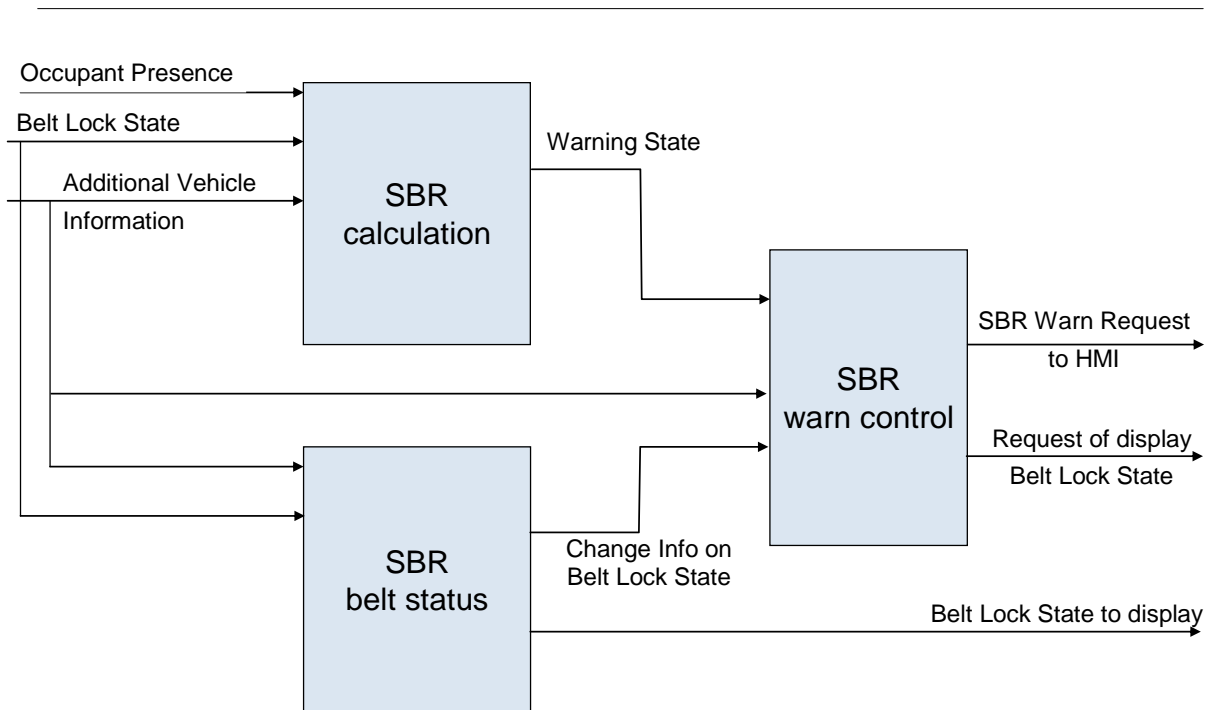 Occupant Presence
Belt Lock State
Additional Vehicle
Information
SBR
calculation
Warning State
SBR
warn control
SBR Warn Request
to HMI
Request of display
Belt Lock State
SBR
belt status
Change Info on
Belt Lock State
Belt Lock State to display